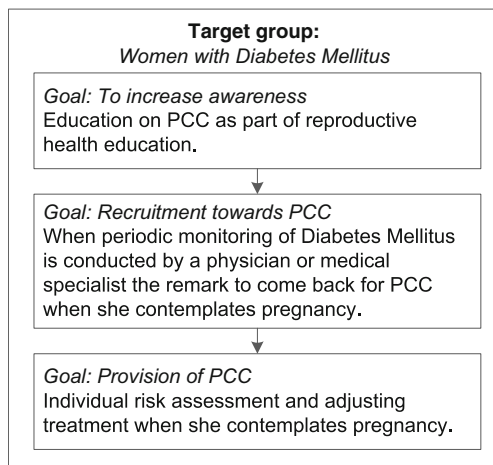 Target group:
Women with Diabetes Mellitus
Goal: To increase awareness
Education on PCC as part of reproductive
health education.
Goal: Recruitment towards PCC
When periodic monitoring of Diabetes Mellitus
is conducted by a physician or medical
specialist the remark to come back for PCC
when she contemplates pregnancy.
Goal: Provision of PCC
Individual risk assessment and adjusting
treatment when she contemplates pregnancy.